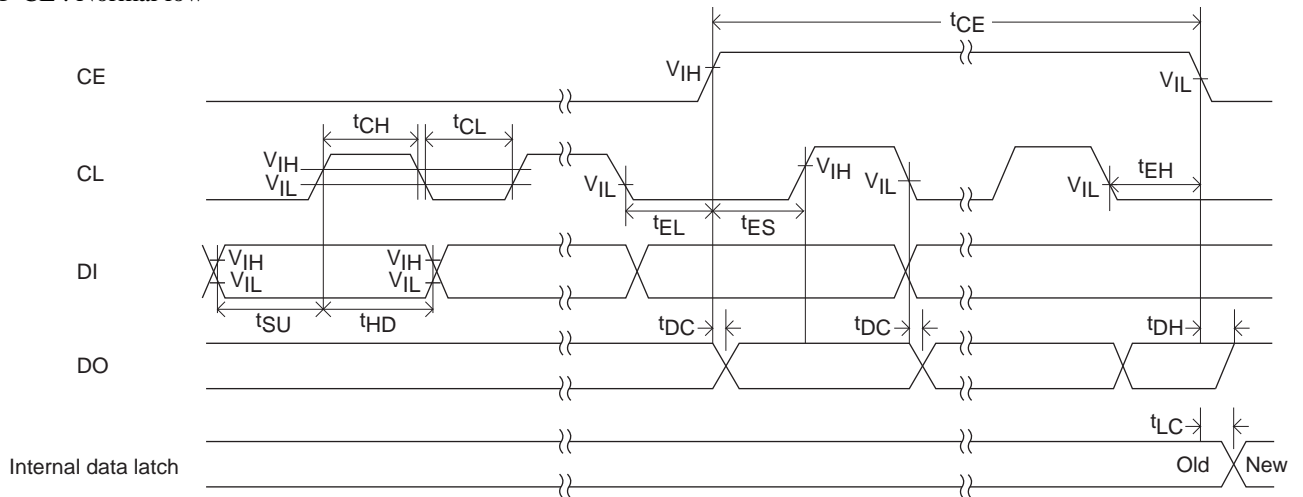 tCE
CE
VIH
VIL
tCH
tCL
CL
VIH
VIL
VIL
VIH
VIL
VIL
tEH
tEL
tES
DI
VIH
VIL
VIH
VIL
tSU
tHD
tDC
tDC
tDH
DO
tLC
Internal data latch
Old
New